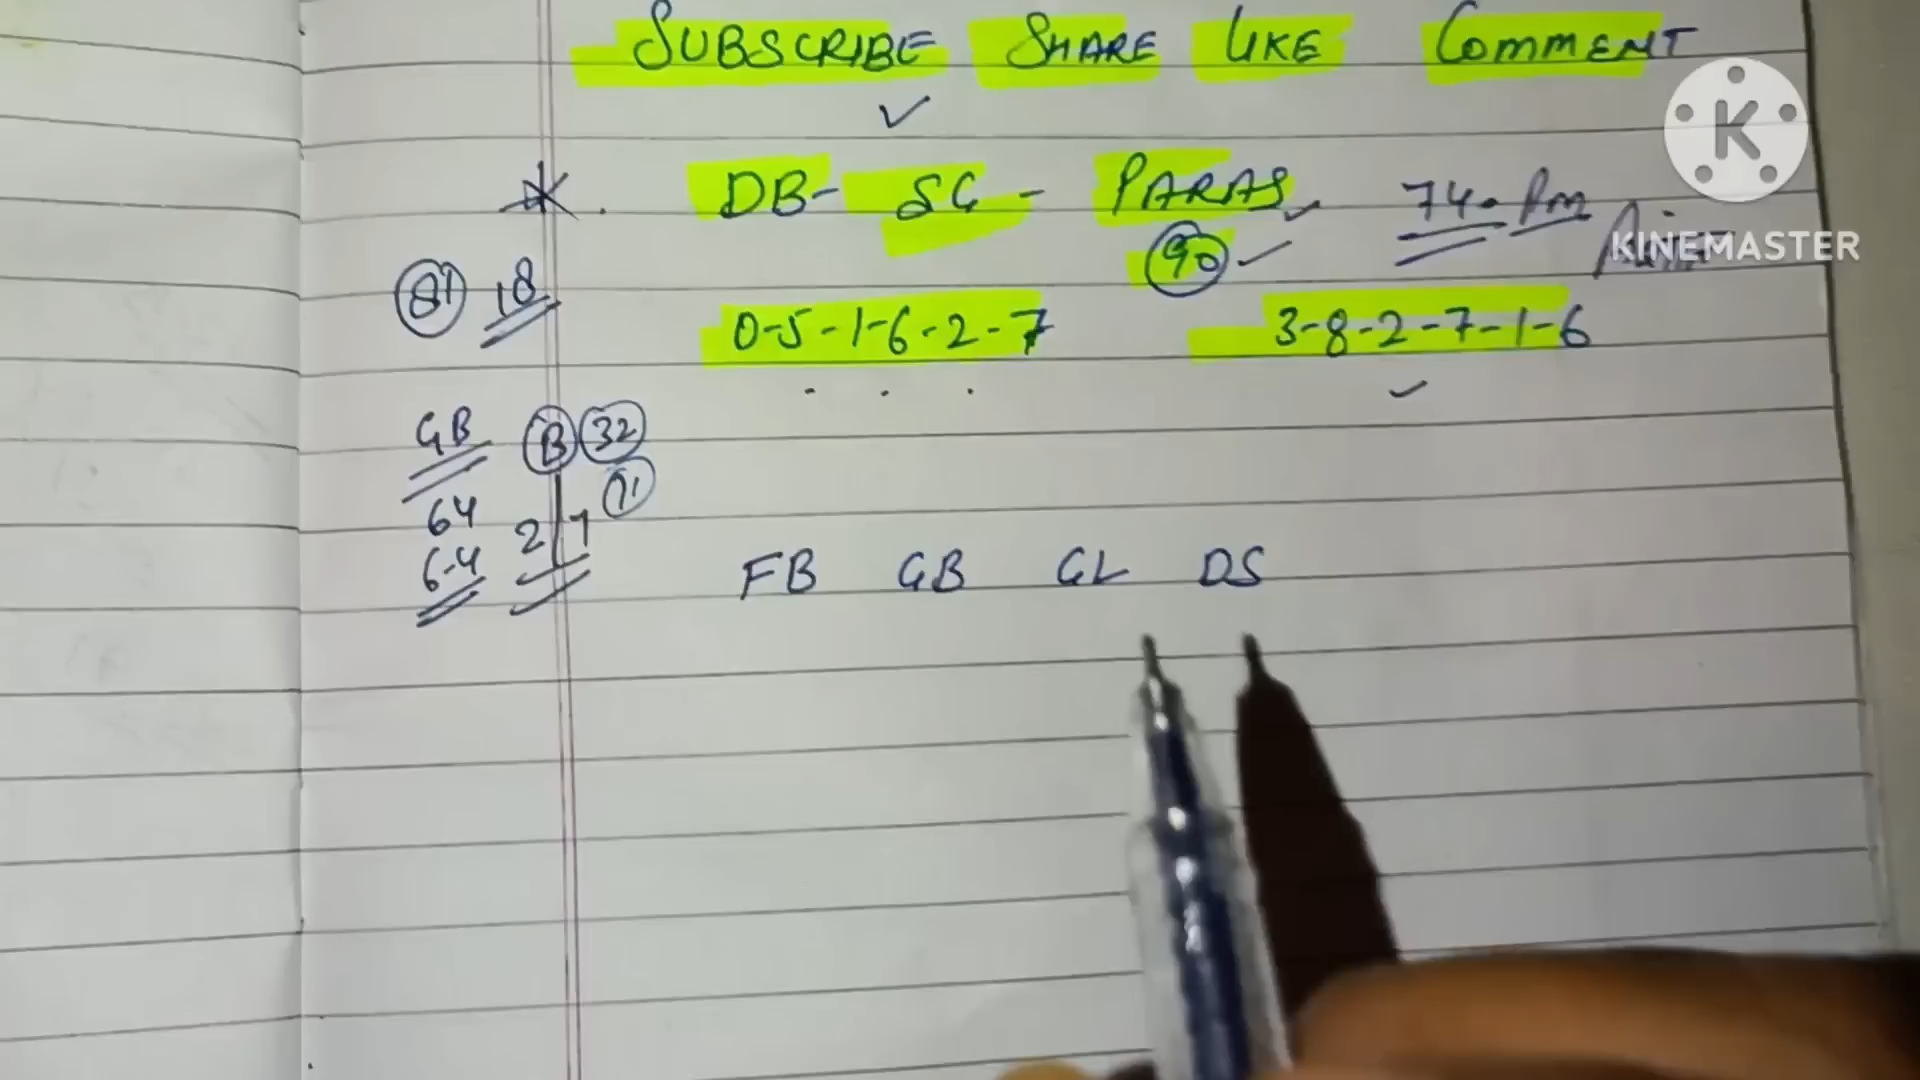 SUBSCRIBE SHARE LIKE COMMENT
K
KINEMASTER
DB- SG - PARAS 74. Pm
90
81 18
0-5-1-6-2-7 3-8-2-7-1-6
GB B 32
64 2 7
6-4
FB GB GL DS